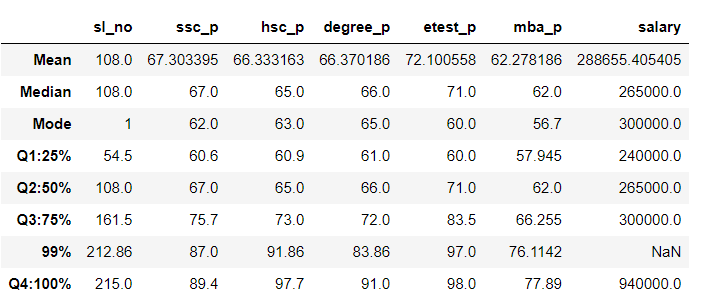 sl_no ssc_p hsc_p degree_p etest_p mba_p salary
Mean 108.0 67.303395 66.333163 66.370186 72.100558 62.278186 288655.405405
Median 108.0 67.0 65.0 66.0 71.0 62.0 265000.0
Mode 1 62.0 63.0 65.0 60.0 56.7 300000.0
Q1:25% 54.5 60.6 60.9 61.0 60.0 57.945 240000.0
Q2:50% 108.0 67.0 65.0 66.0 71.0 62.0 265000.0
Q3:75% 161.5 75.7 73.0 72.0 83.5 66.255 300000.0
99% 212.86 87.0 91.86 83.86 97.0 76.1142 NaN
Q4:100% 215.0 89.4 97.7 91.0 98.0 77.89 940000.0